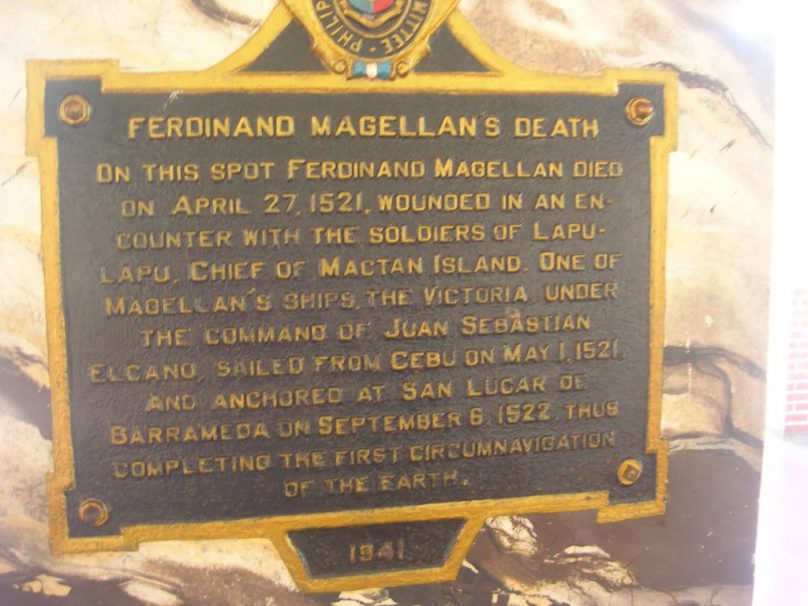 PHILIP
MITTEE
FERDINAND MAGELLAN'S DEATH
ON THIS SPOT FERDINAND MAGELLAN DIED
ON APRIL 27, 1521, WOUNDED IN AN EN-
COUNTER WITH THE SOLDIERS OF LAPU-
LAPU, CHIEF OF MACTAN ISLAND. ONE OF
MAGELLAN'S SHIPS, THE VICTORIA, UNDER
THE COMMAND OF JUAN SEBASTIAN
ELCANO, SAILED FROM CEBU ON MAY 1, 1521,
AND ANCHORED AT SAN LUCAR DE
BARRAMEDA ON SEPTEMBER 6, 1522, THUS
COMPLETING THE FIRST CIRCUMNAVIGATION
OF THE EARTH.
1941